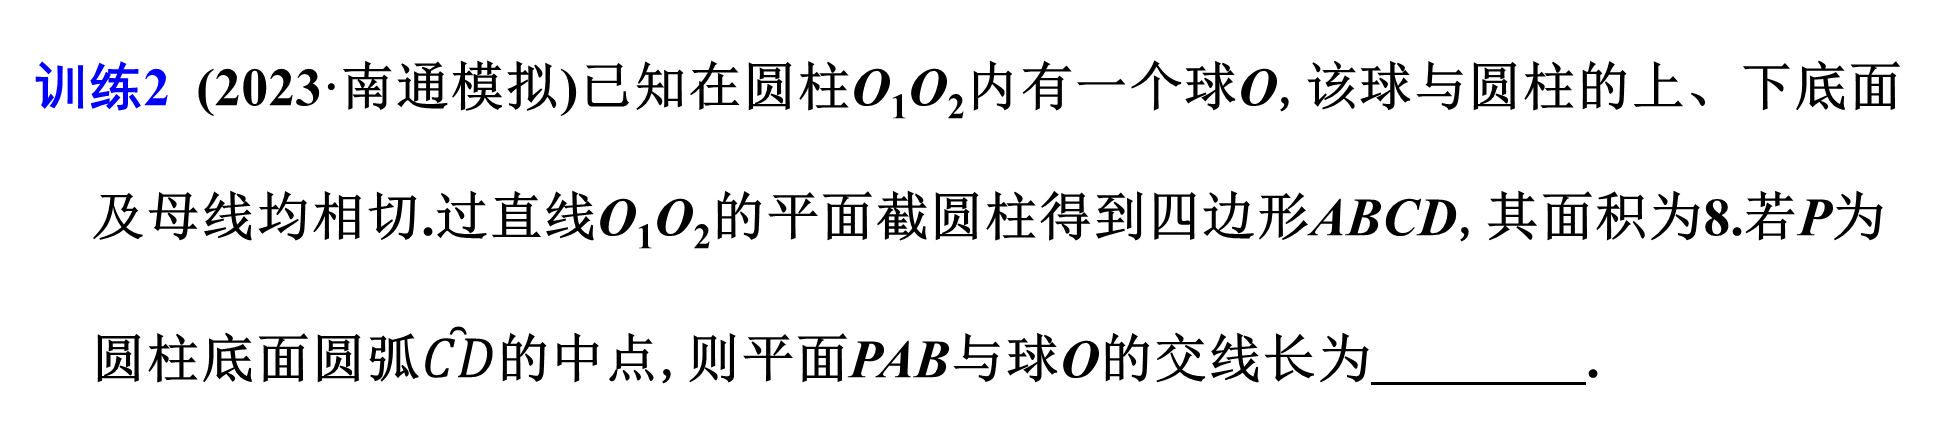 训练2 (2023·南通模拟)已知在圆柱O₁O₂内有一个球O,该球与圆柱的上、下底面
及母线均相切.过直线O₁O₂的平面截圆柱得到四边形ABCD,其面积为8.若P为
圆柱底面圆弧C͡D的中点,则平面PAB与球O的交线长为________.